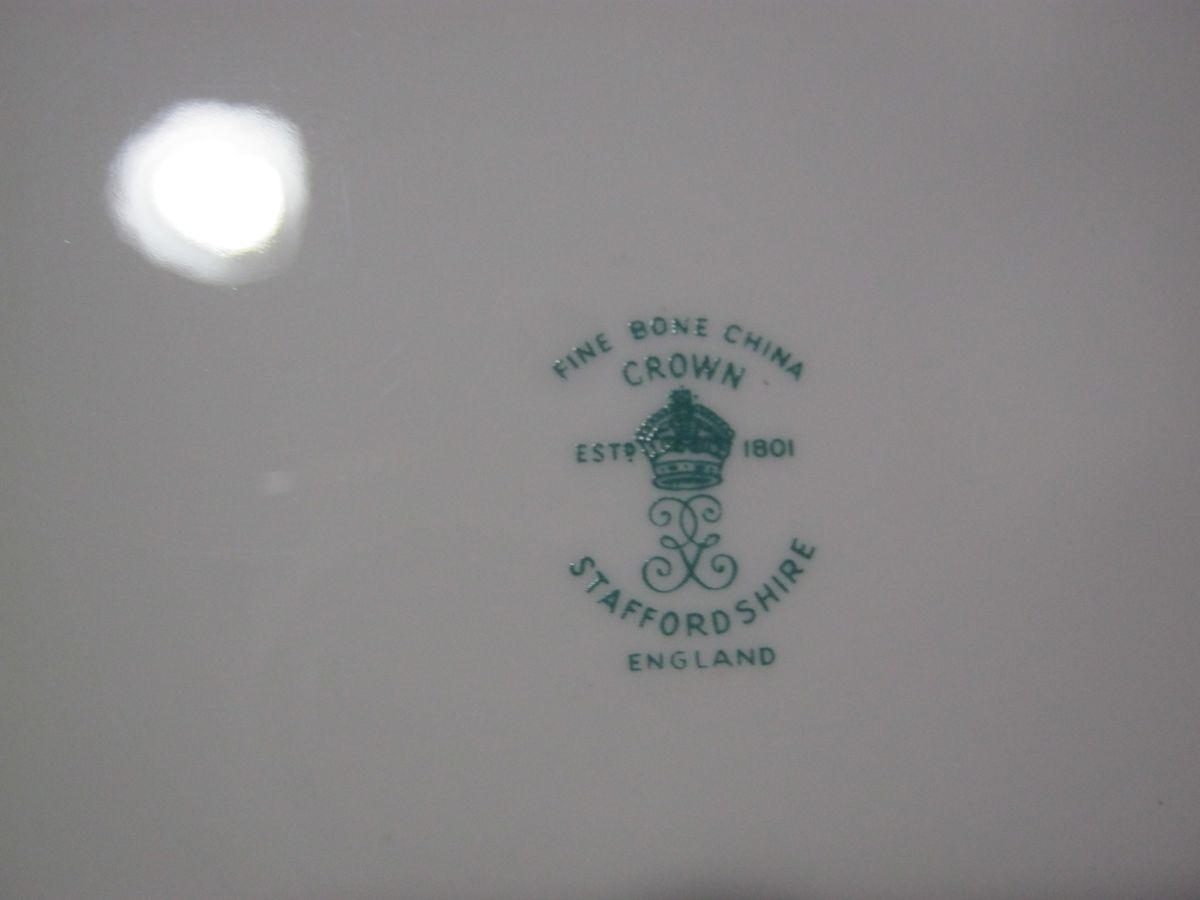 FINE BONE CHINA
CROWN
ESTD 1801
STAFFORDSHIRE
ENGLAND